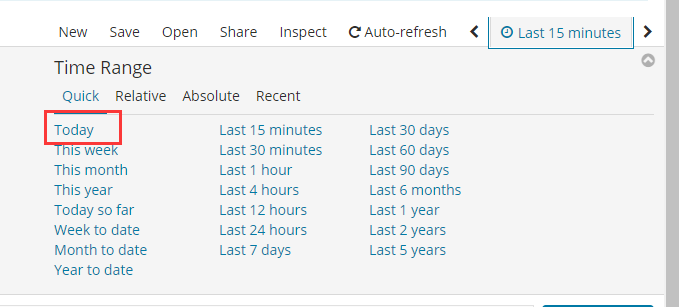 New Save Open Share Inspect Auto-refresh Last 15 minutes
Time Range
Quick Relative Absolute Recent
Today Last 15 minutes Last 30 days
This week Last 30 minutes Last 60 days
This month Last 1 hour Last 90 days
This year Last 4 hours Last 6 months
Today so far Last 12 hours Last 1 year
Week to date Last 24 hours Last 2 years
Month to date Last 7 days Last 5 years
Year to date